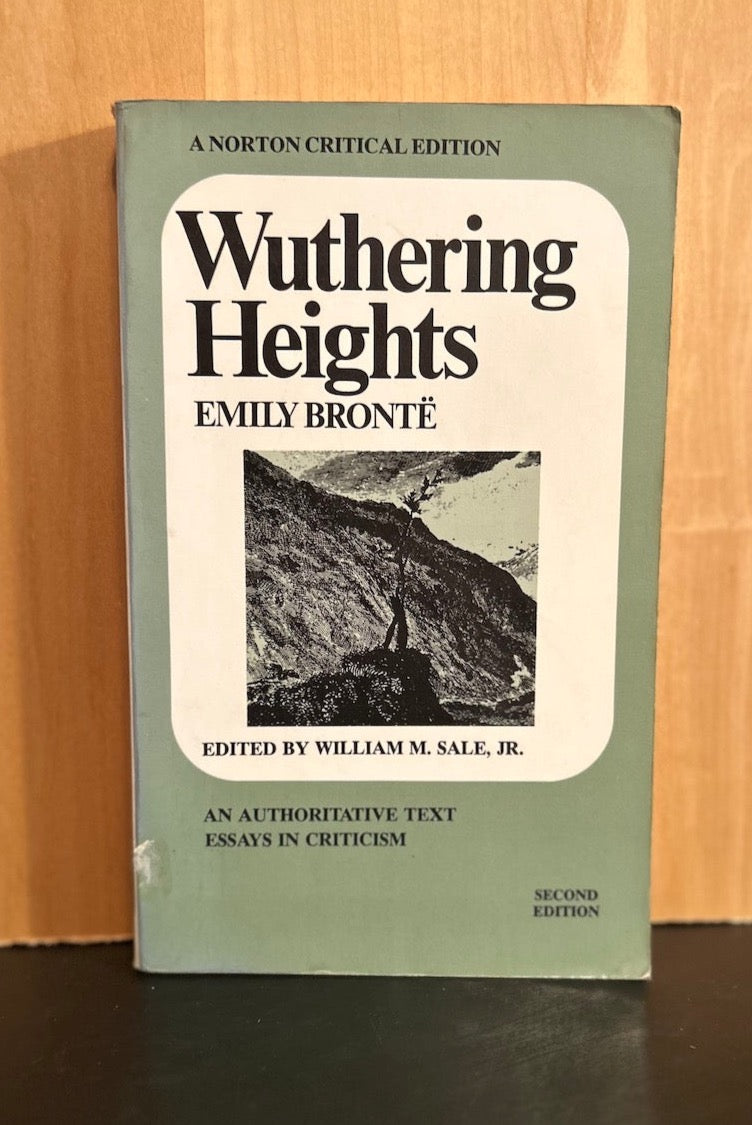 A NORTON CRITICAL EDITION
Wuthering
Heights
EMILY BRONTË
EDITED BY WILLIAM M. SALE, JR.
AN AUTHORITATIVE TEXT
ESSAYS IN CRITICISM
SECOND
EDITION